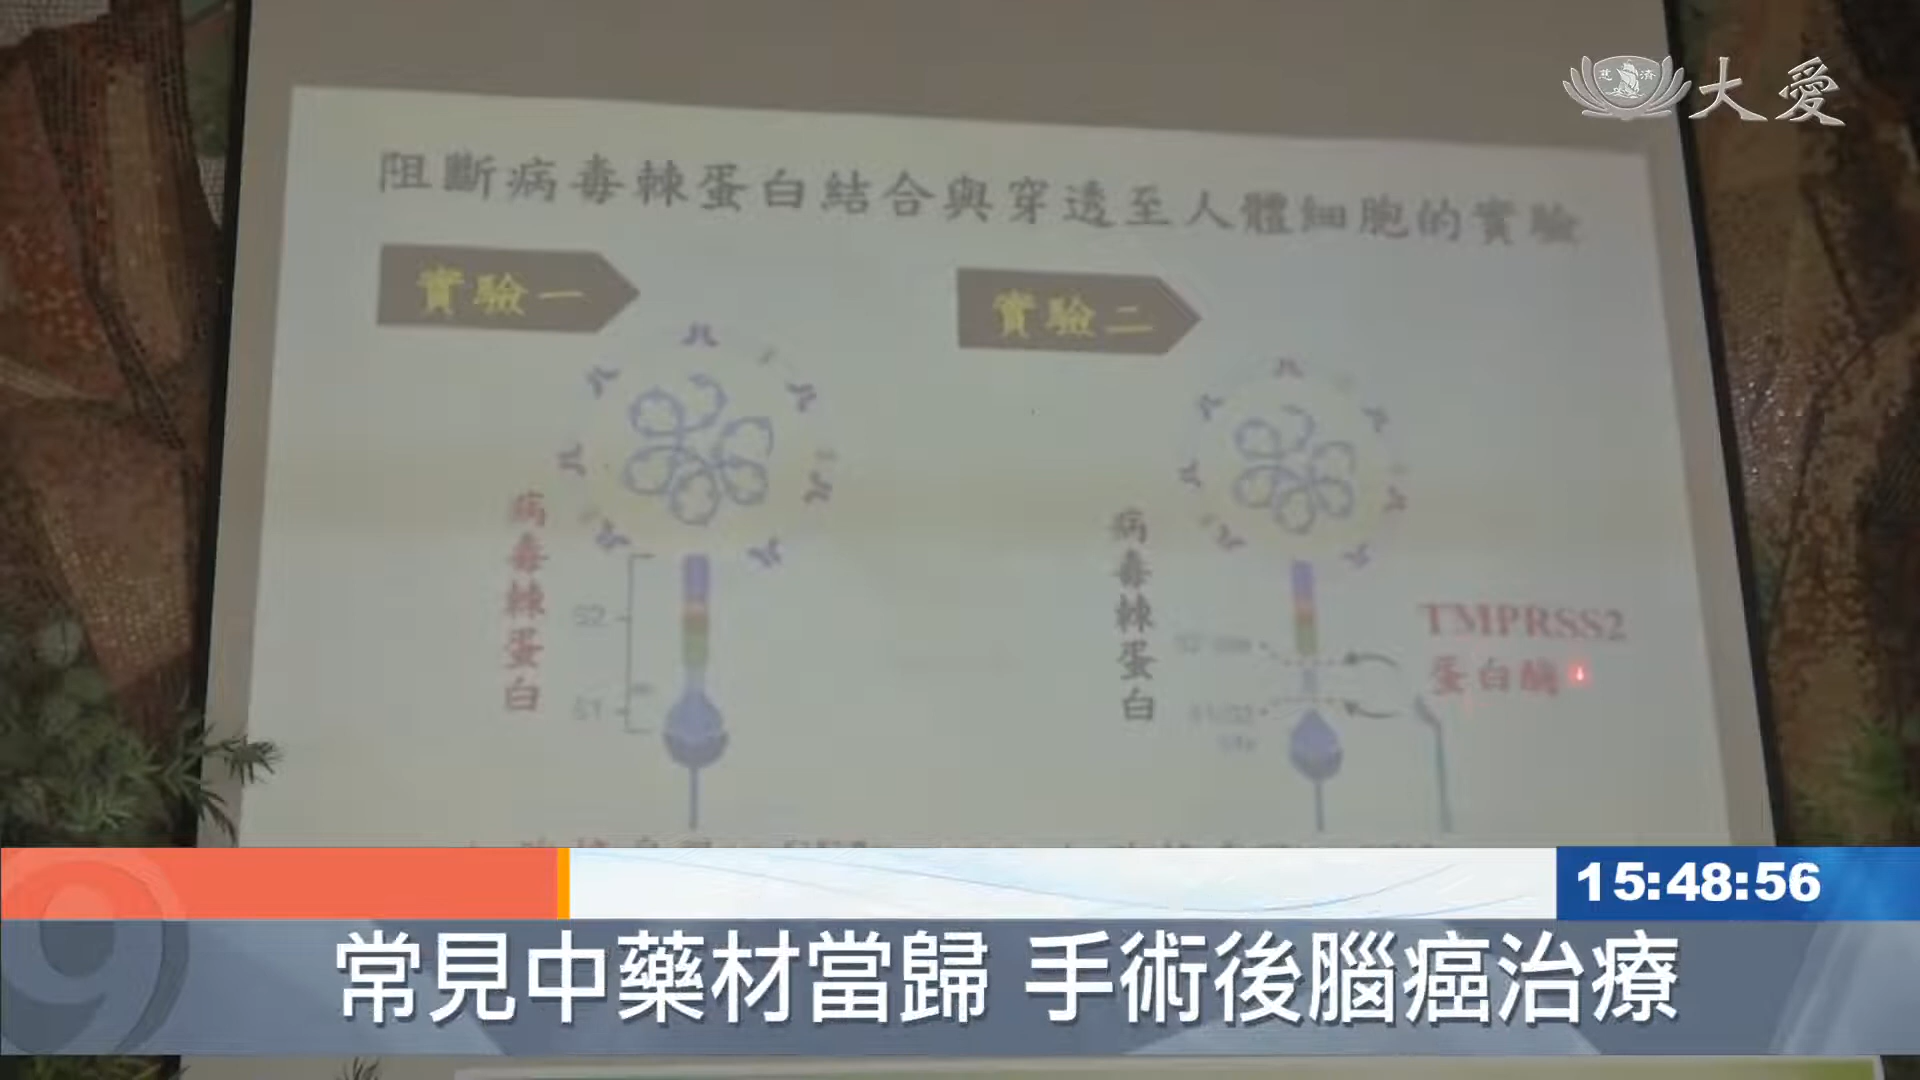 慈濟 大愛
阻斷病毒棘蛋白結合與穿透至人體細胞的實驗
實驗一
實驗二
病毒棘蛋白
S2
S1
病毒棘蛋白
TMPRSS2
蛋白酶
15:48:56
常見中藥材當歸 手術後腦癌治療